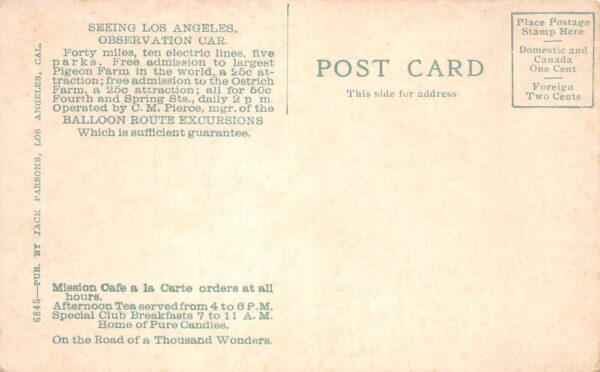 SEEING LOS ANGELES.
OBSERVATION CAR.
Forty miles, ten electric lines, five
parks. Free admission to largest
Pigeon Farm in the world, a 25c at-
traction; free admission to the Ostrich
Farm, a 25c attraction; all for 50c
Fourth and Spring Sts., daily 2 p m.
Operated by C. M. Pierce, mgr. of the
BALLOON ROUTE EXCURSIONS
Which is sufficient guarantee.
Mission Cafe a la Carte orders at all
hours.
Afternoon Tea served from 4 to 6 P.M.
Special Club Breakfasts 7 to 11 A. M.
Home of Pure Candies.
On the Road of a Thousand Wonders.
6845—PUB. BY JACK PARSONS, LOS ANGELES, CAL.
POST CARD
This side for address
Place Postage
Stamp Here
Domestic and
Canada
One Cent
Foreign
Two Cents